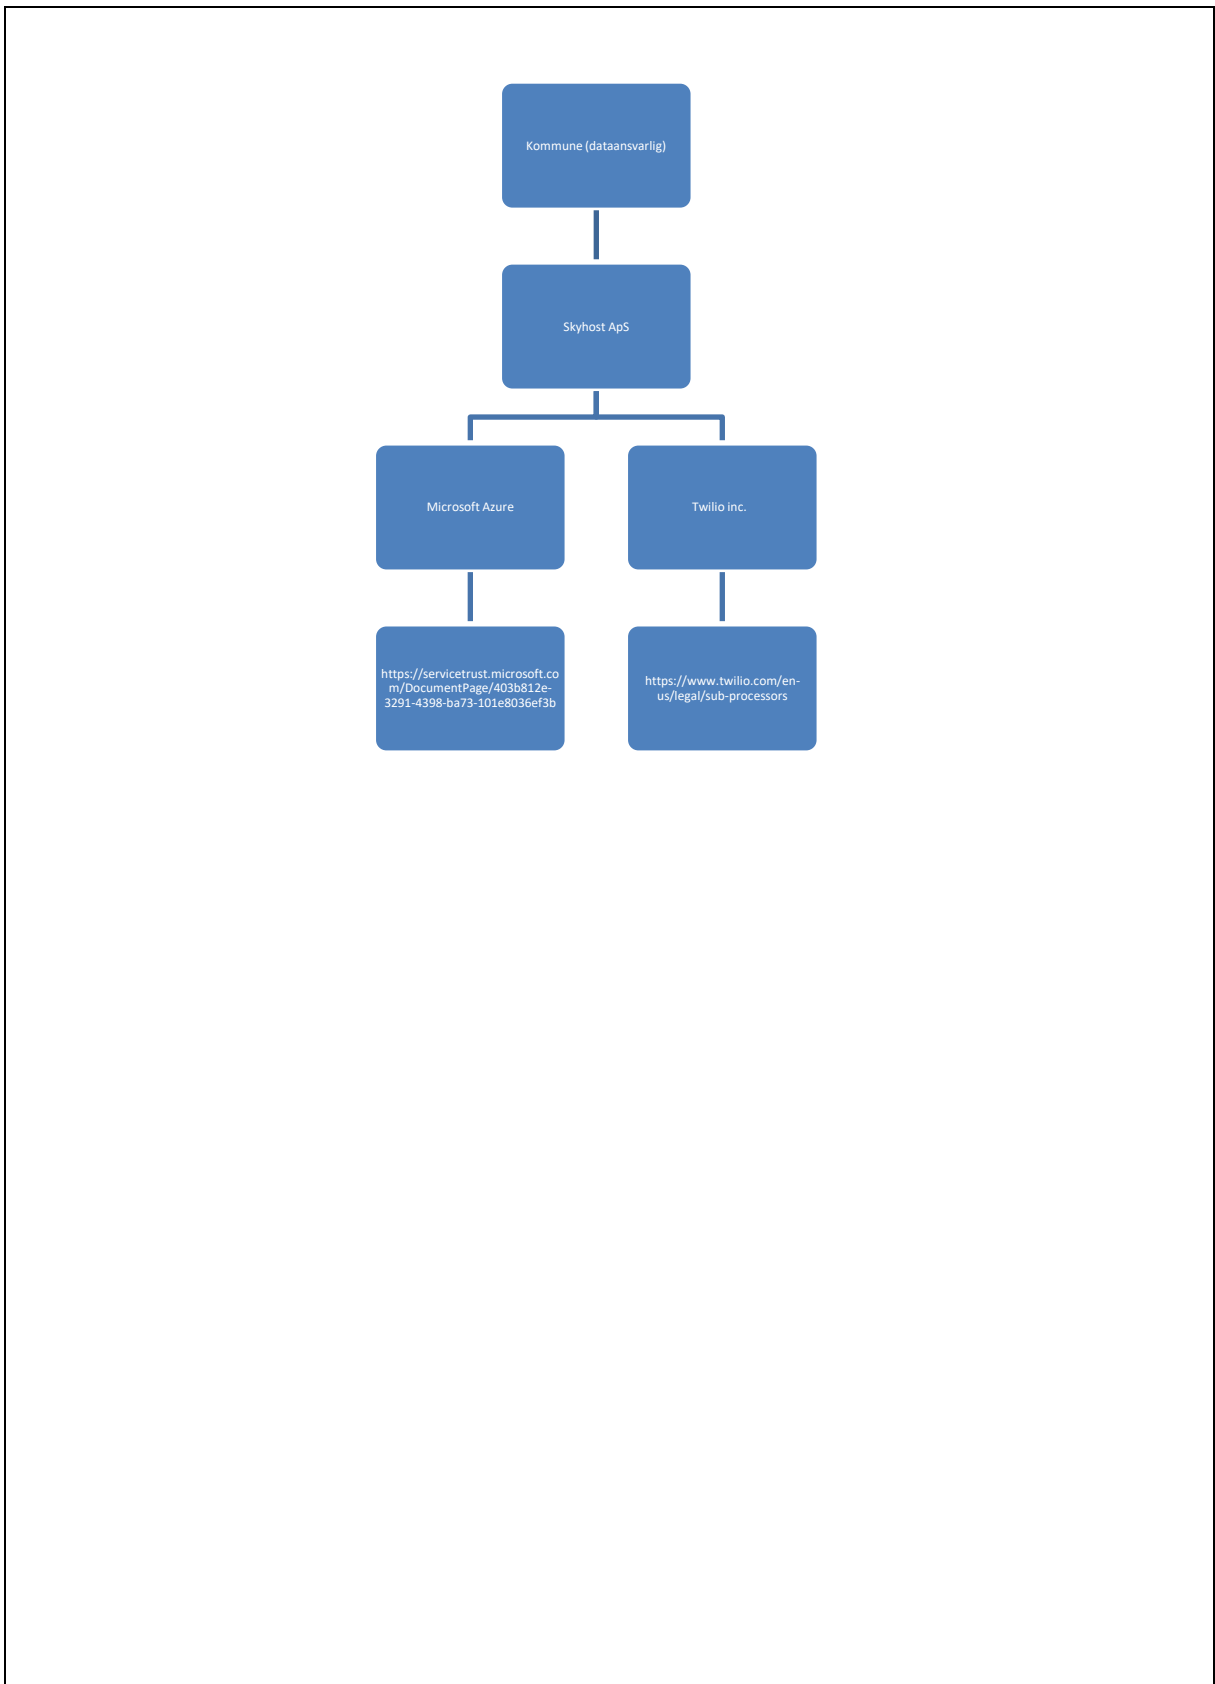 Kommune (dataansvarlig)
Skyhost ApS
Microsoft Azure
Twilio inc.
https://servicetrust.microsoft.co
m/DocumentPage/403b812e-
3291-4398-ba73-101e8036ef3b
https://www.twilio.com/en-
us/legal/sub-processors